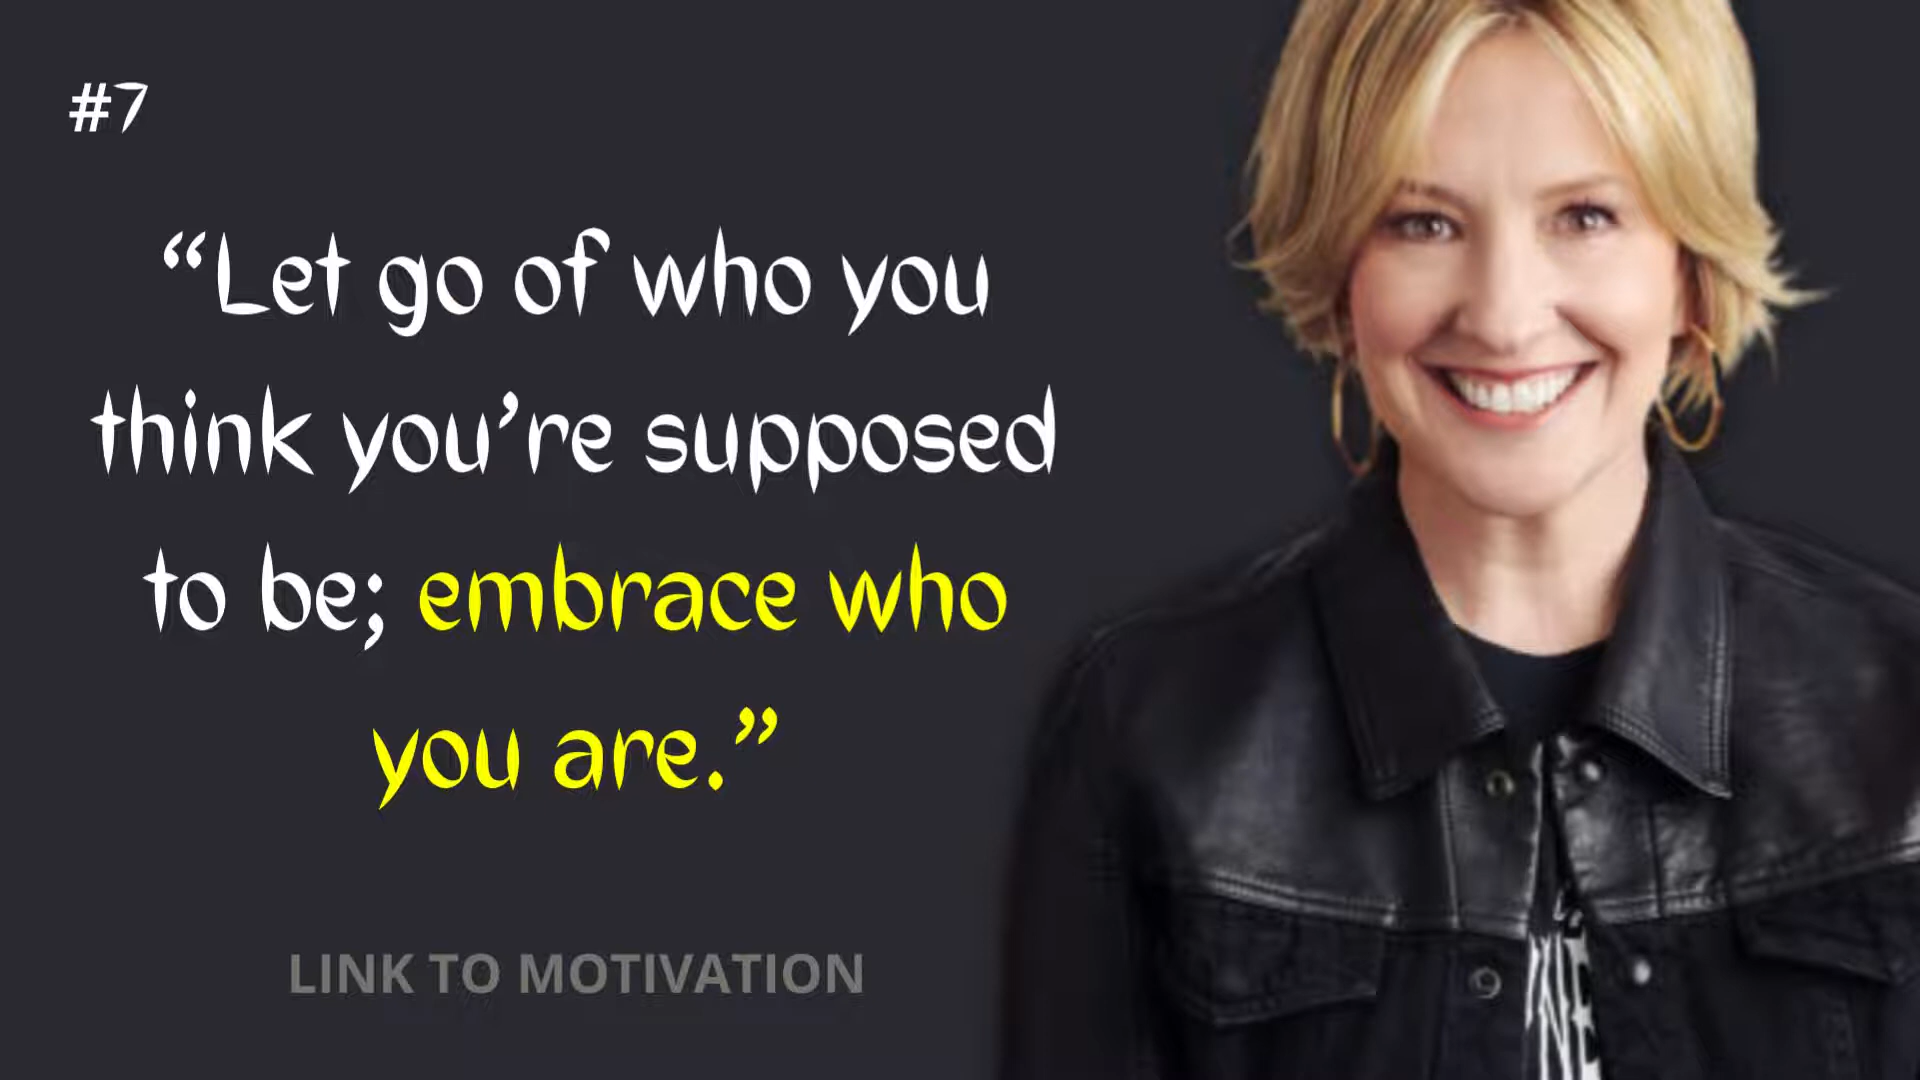 #7
“Let go of who you
think you’re supposed
to be; embrace who
you are.”
LINK TO MOTIVATION
NE